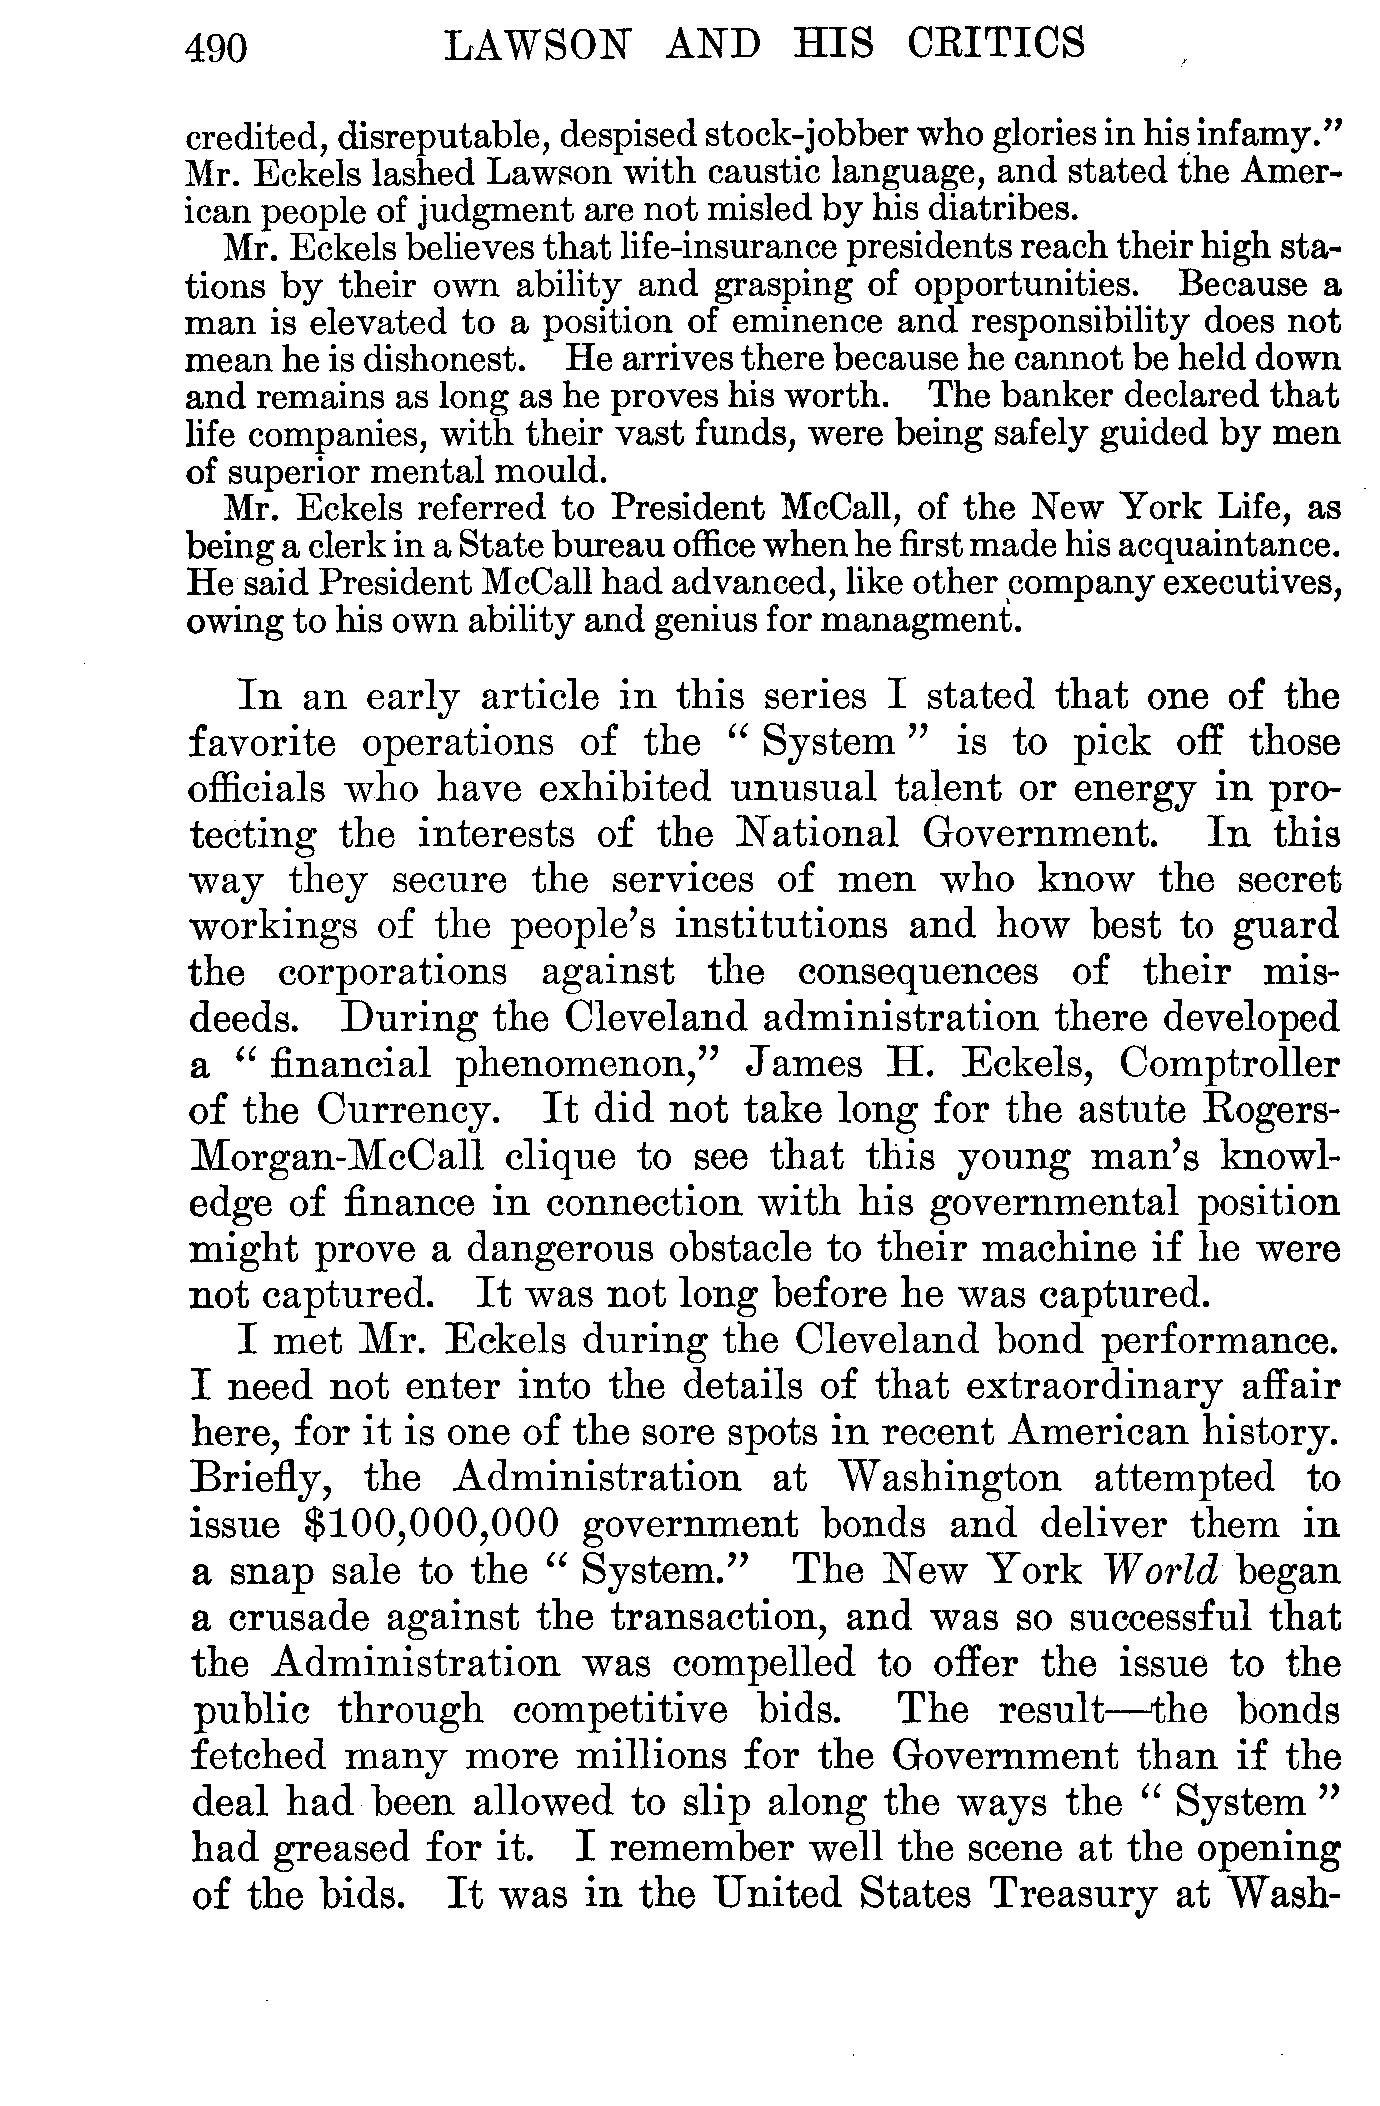 490 LAWSON AND HIS CRITICS
credited, disreputable, despised stock-jobber who glories in his infamy.”
Mr. Eckels lashed Lawson with caustic language, and stated the Amer-
ican people of judgment are not misled by his diatribes.
Mr. Eckels believes that life-insurance presidents reach their high sta-
tions by their own ability and grasping of opportunities. Because a
man is elevated to a position of eminence and responsibility does not
mean he is dishonest. He arrives there because he cannot be held down
and remains as long as he proves his worth. The banker declared that
life companies, with their vast funds, were being safely guided by men
of superior mental mould.
Mr. Eckels referred to President McCall, of the New York Life, as
being a clerk in a State bureau office when he first made his acquaintance.
He said President McCall had advanced, like other company executives,
owing to his own ability and genius for managment.
In an early article in this series I stated that one of the
favorite operations of the “ System ” is to pick off those
officials who have exhibited unusual talent or energy in pro-
tecting the interests of the National Government. In this
way they secure the services of men who know the secret
workings of the people’s institutions and how best to guard
the corporations against the consequences of their mis-
deeds. During the Cleveland administration there developed
a “ financial phenomenon,” James H. Eckels, Comptroller
of the Currency. It did not take long for the astute Rogers-
Morgan-McCall clique to see that this young man’s knowl-
edge of finance in connection with his governmental position
might prove a dangerous obstacle to their machine if he were
not captured. It was not long before he was captured.
I met Mr. Eckels during the Cleveland bond performance.
I need not enter into the details of that extraordinary affair
here, for it is one of the sore spots in recent American history.
Briefly, the Administration at Washington attempted to
issue $100,000,000 government bonds and deliver them in
a snap sale to the “ System.” The New York World began
a crusade against the transaction, and was so successful that
the Administration was compelled to offer the issue to the
public through competitive bids. The result—the bonds
fetched many more millions for the Government than if the
deal had been allowed to slip along the ways the “ System ”
had greased for it. I remember well the scene at the opening
of the bids. It was in the United States Treasury at Wash-